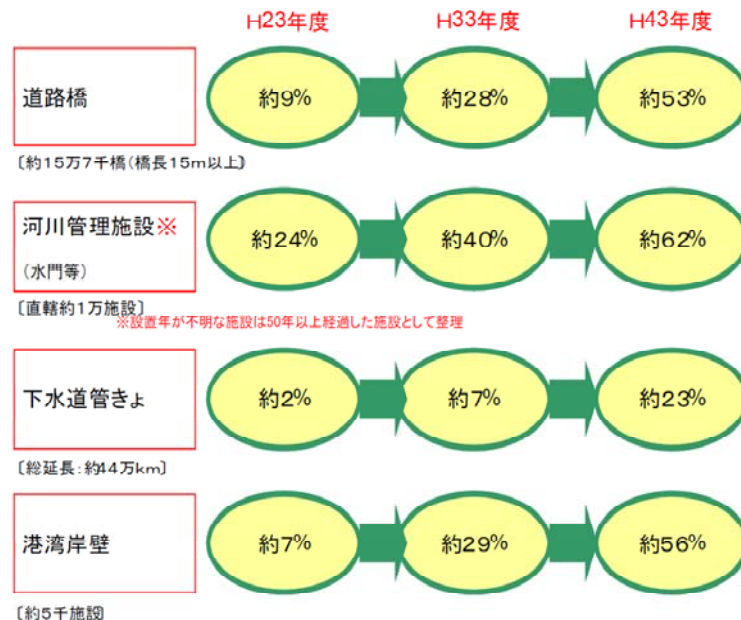 H23年度 H33年度 H43年度
道路橋 約9% 約28% 約53%
〔約15万7千橋(橋長15m以上)〕
河川管理施設※
(水門等)
約24% 約40% 約62%
〔直轄約1万施設〕
※設置年が不明な施設は50年以上経過した施設として整理
下水道管きょ 約2% 約7% 約23%
〔総延長:約44万km〕
港湾岸壁 約7% 約29% 約56%
〔約5千施設〕